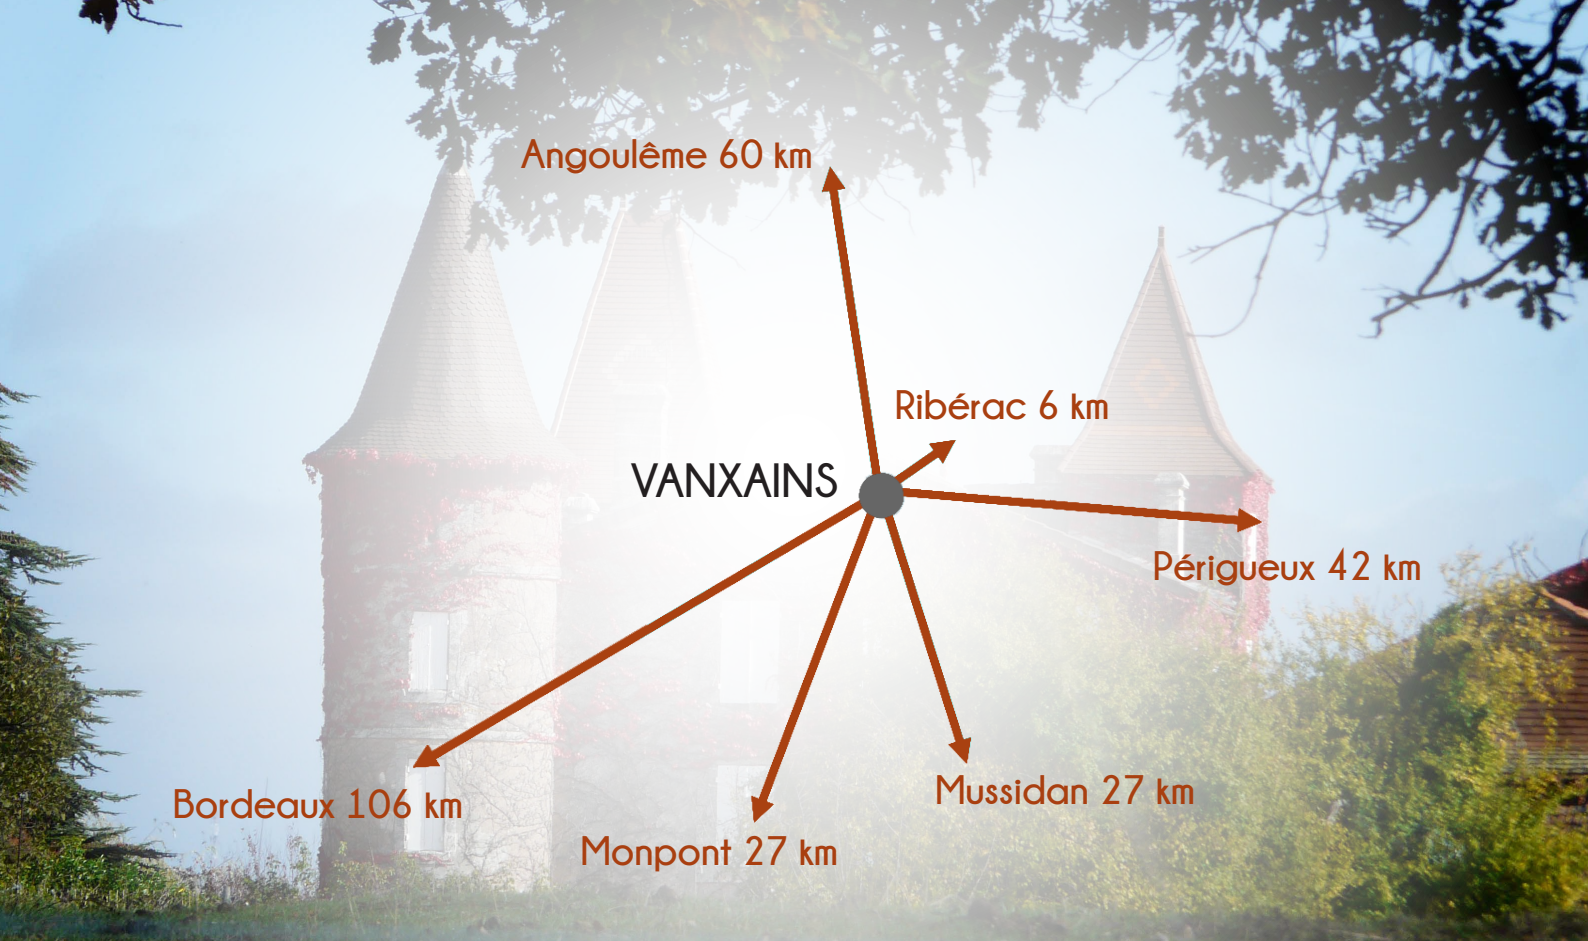 Angoulême 60 km
Ribérac 6 km
VANXAINS
Périgueux 42 km
Mussidan 27 km
Bordeaux 106 km
Monpont 27 km